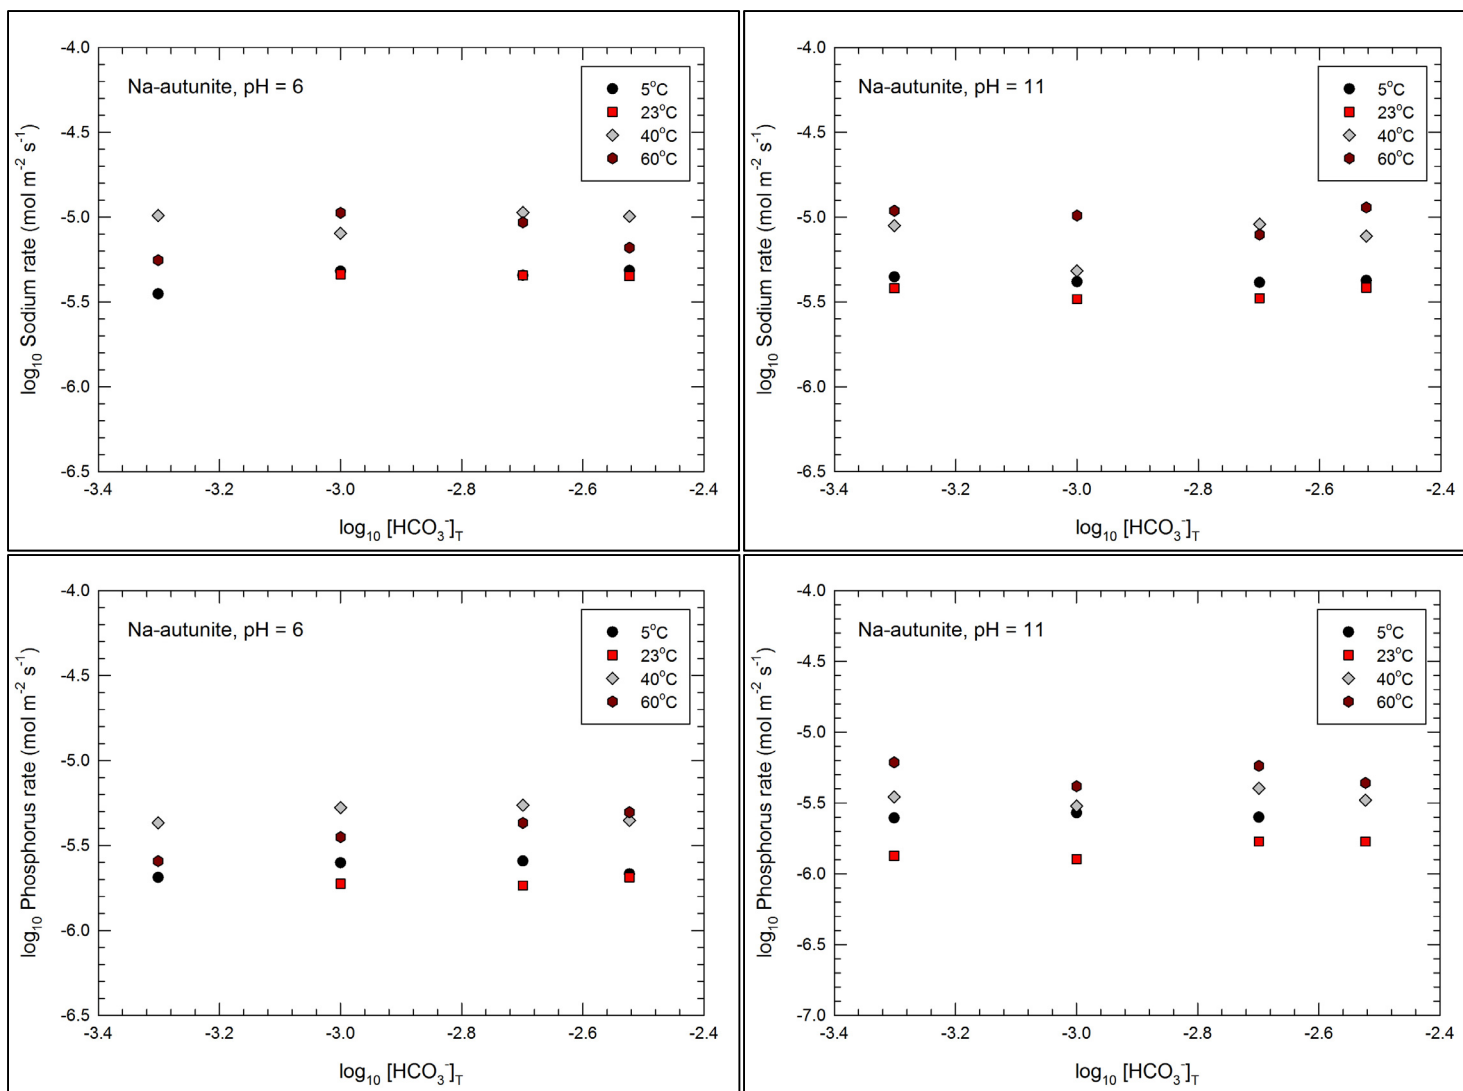 Na-autunite, pH = 6
5°C
23°C
40°C
60°C
log₁₀ Sodium rate (mol m⁻² s⁻¹)
-4.0
-4.5
-5.0
-5.5
-6.0
-6.5
-3.4
-3.2
-3.0
-2.8
-2.6
-2.4
log₁₀ [HCO₃⁻]T
Na-autunite, pH = 11
5°C
23°C
40°C
60°C
log₁₀ Sodium rate (mol m⁻² s⁻¹)
-4.0
-4.5
-5.0
-5.5
-6.0
-6.5
-3.4
-3.2
-3.0
-2.8
-2.6
-2.4
log₁₀ [HCO₃⁻]T
Na-autunite, pH = 6
5°C
23°C
40°C
60°C
log₁₀ Phosphorus rate (mol m⁻² s⁻¹)
-4.0
-4.5
-5.0
-5.5
-6.0
-6.5
-3.4
-3.2
-3.0
-2.8
-2.6
-2.4
log₁₀ [HCO₃⁻]T
Na-autunite, pH = 11
5°C
23°C
40°C
60°C
log₁₀ Phosphorus rate (mol m⁻² s⁻¹)
-4.0
-4.5
-5.0
-5.5
-6.0
-6.5
-7.0
-3.4
-3.2
-3.0
-2.8
-2.6
-2.4
log₁₀ [HCO₃⁻]T